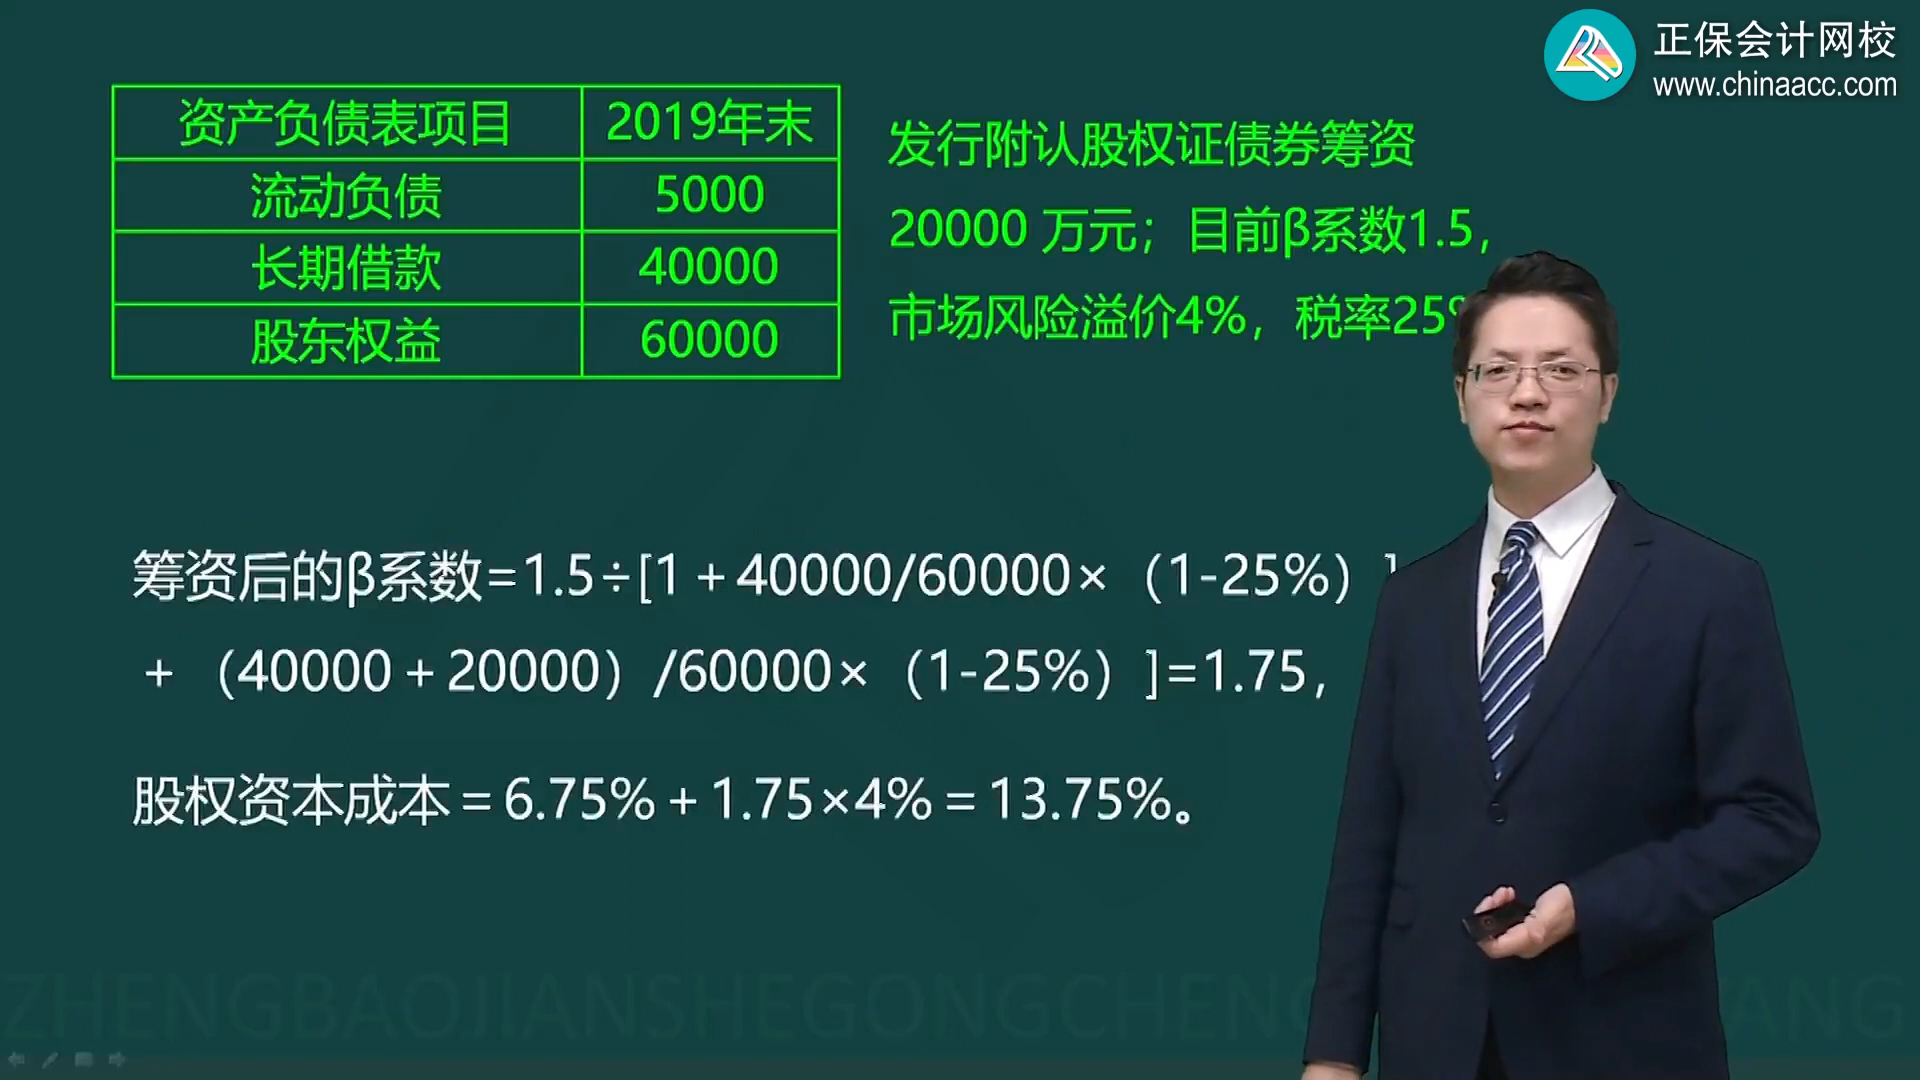 正保会计网校
www.chinaacc.com
资产负债表项目 2019年末
流动负债 5000
长期借款 40000
股东权益 60000
发行附认股权证债券筹资
20000 万元；目前β系数1.5，
市场风险溢价4%，税率25%
筹资后的β系数=1.5÷[1＋40000/60000×（1-25%）]
＋（40000＋20000）/60000×（1-25%）]=1.75，
股权资本成本＝6.75%＋1.75×4%＝13.75%。
ZHENGBAOJIANSHEGONGCHENG ANG